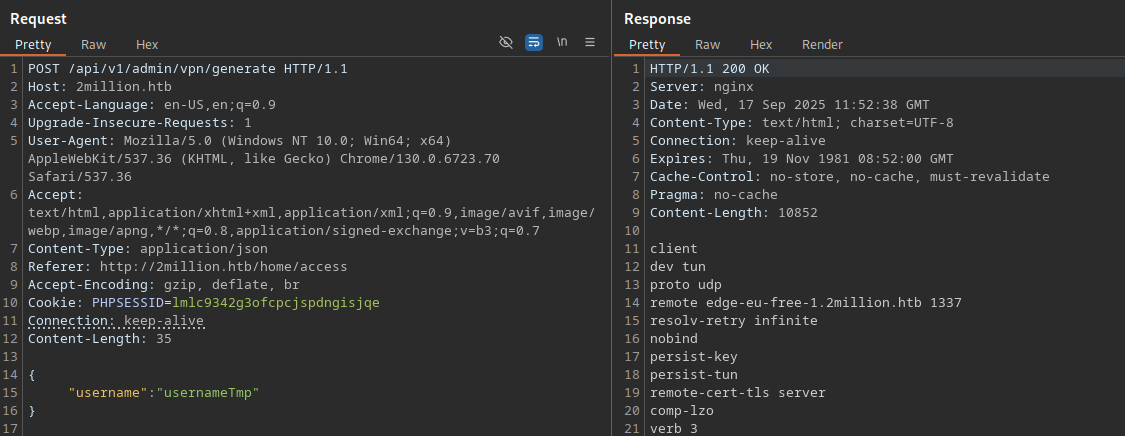 Request
Pretty Raw Hex
\n
1 POST /api/v1/admin/vpn/generate HTTP/1.1
2 Host: 2million.htb
3 Accept-Language: en-US,en;q=0.9
4 Upgrade-Insecure-Requests: 1
5 User-Agent: Mozilla/5.0 (Windows NT 10.0; Win64; x64)
AppleWebKit/537.36 (KHTML, like Gecko) Chrome/130.0.6723.70
Safari/537.36
6 Accept:
text/html,application/xhtml+xml,application/xml;q=0.9,image/avif,image/
webp,image/apng,*/*;q=0.8,application/signed-exchange;v=b3;q=0.7
7 Content-Type: application/json
8 Referer: http://2million.htb/home/access
9 Accept-Encoding: gzip, deflate, br
10 Cookie: PHPSESSID=lmlc9342g3ofcpcjspdngisjqe
11 Connection: keep-alive
12 Content-Length: 35
13
14 {
15 "username":"usernameTmp"
16 }
17
Response
Pretty Raw Hex Render
1 HTTP/1.1 200 OK
2 Server: nginx
3 Date: Wed, 17 Sep 2025 11:52:38 GMT
4 Content-Type: text/html; charset=UTF-8
5 Connection: keep-alive
6 Expires: Thu, 19 Nov 1981 08:52:00 GMT
7 Cache-Control: no-store, no-cache, must-revalidate
8 Pragma: no-cache
9 Content-Length: 10852
10
11 client
12 dev tun
13 proto udp
14 remote edge-eu-free-1.2million.htb 1337
15 resolv-retry infinite
16 nobind
17 persist-key
18 persist-tun
19 remote-cert-tls server
20 comp-lzo
21 verb 3